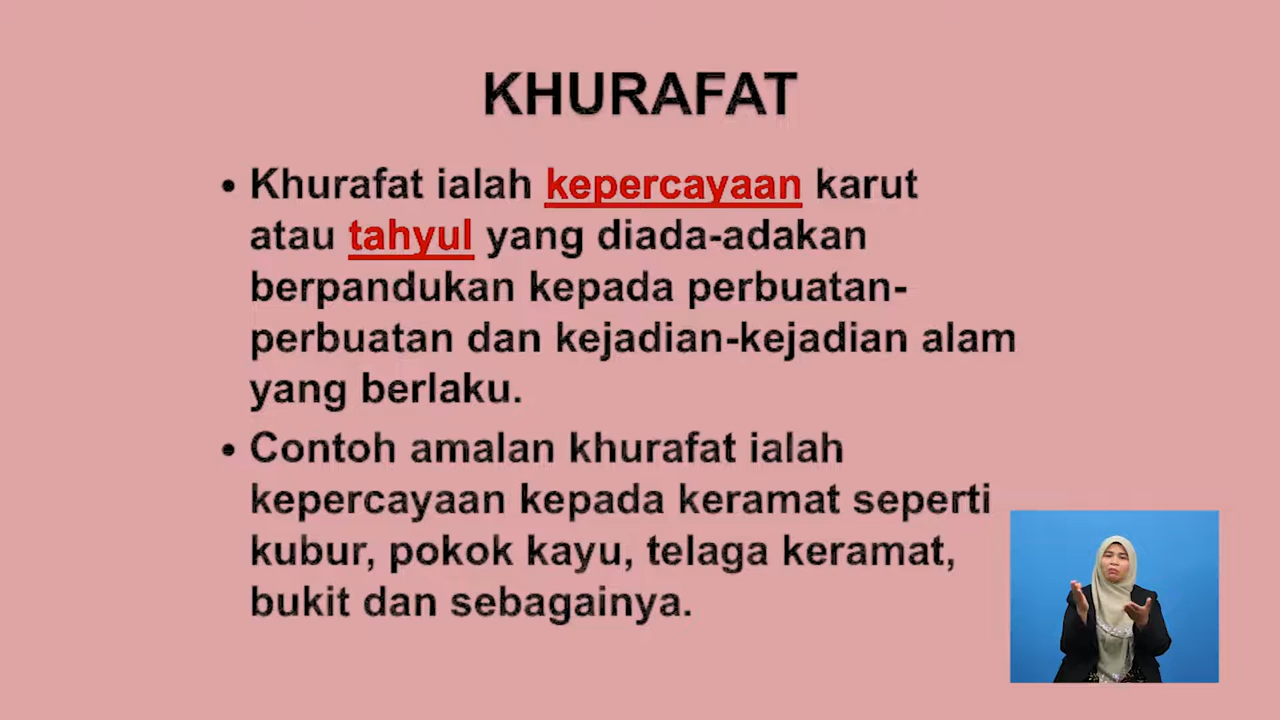 KHURAFAT
• Khurafat ialah kepercayaan karut
atau tahyul yang diada-adakan
berpandukan kepada perbuatan-
perbuatan dan kejadian-kejadian alam
yang berlaku.
• Contoh amalan khurafat ialah
kepercayaan kepada keramat seperti
kubur, pokok kayu, telaga keramat,
bukit dan sebagainya.